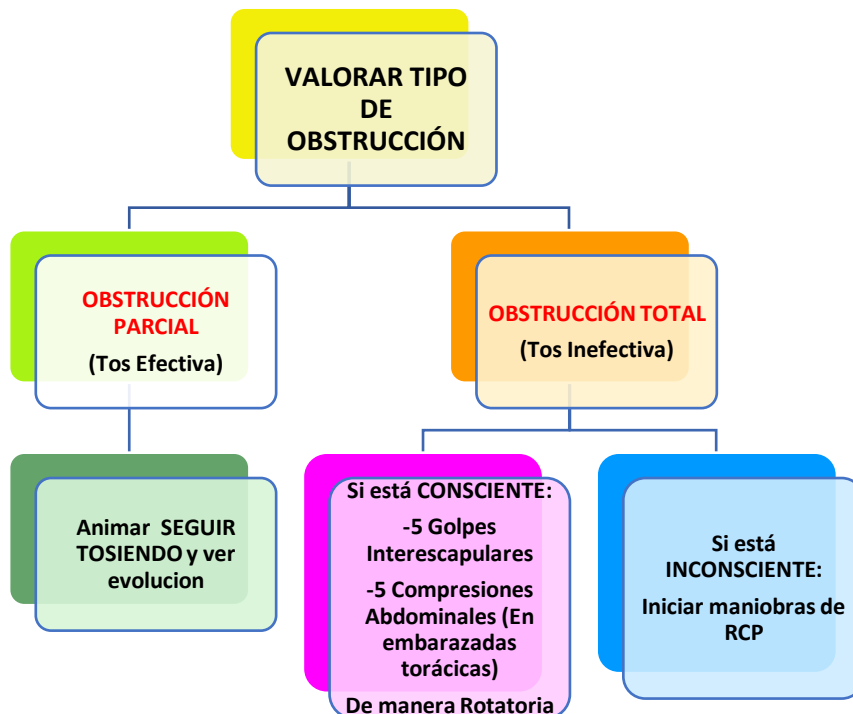 VALORAR TIPO
DE
OBSTRUCCIÓN
OBSTRUCCIÓN
PARCIAL
(Tos Efectiva)
OBSTRUCCIÓN TOTAL
(Tos Inefectiva)
Animar SEGUIR
TOSIENDO y ver
evolucion
Si está CONSCIENTE:
-5 Golpes
Interescapulares
-5 Compresiones
Abdominales (En
embarazadas
torácicas)
De manera Rotatoria
Si está
INCONSCIENTE:
Iniciar maniobras de
RCP